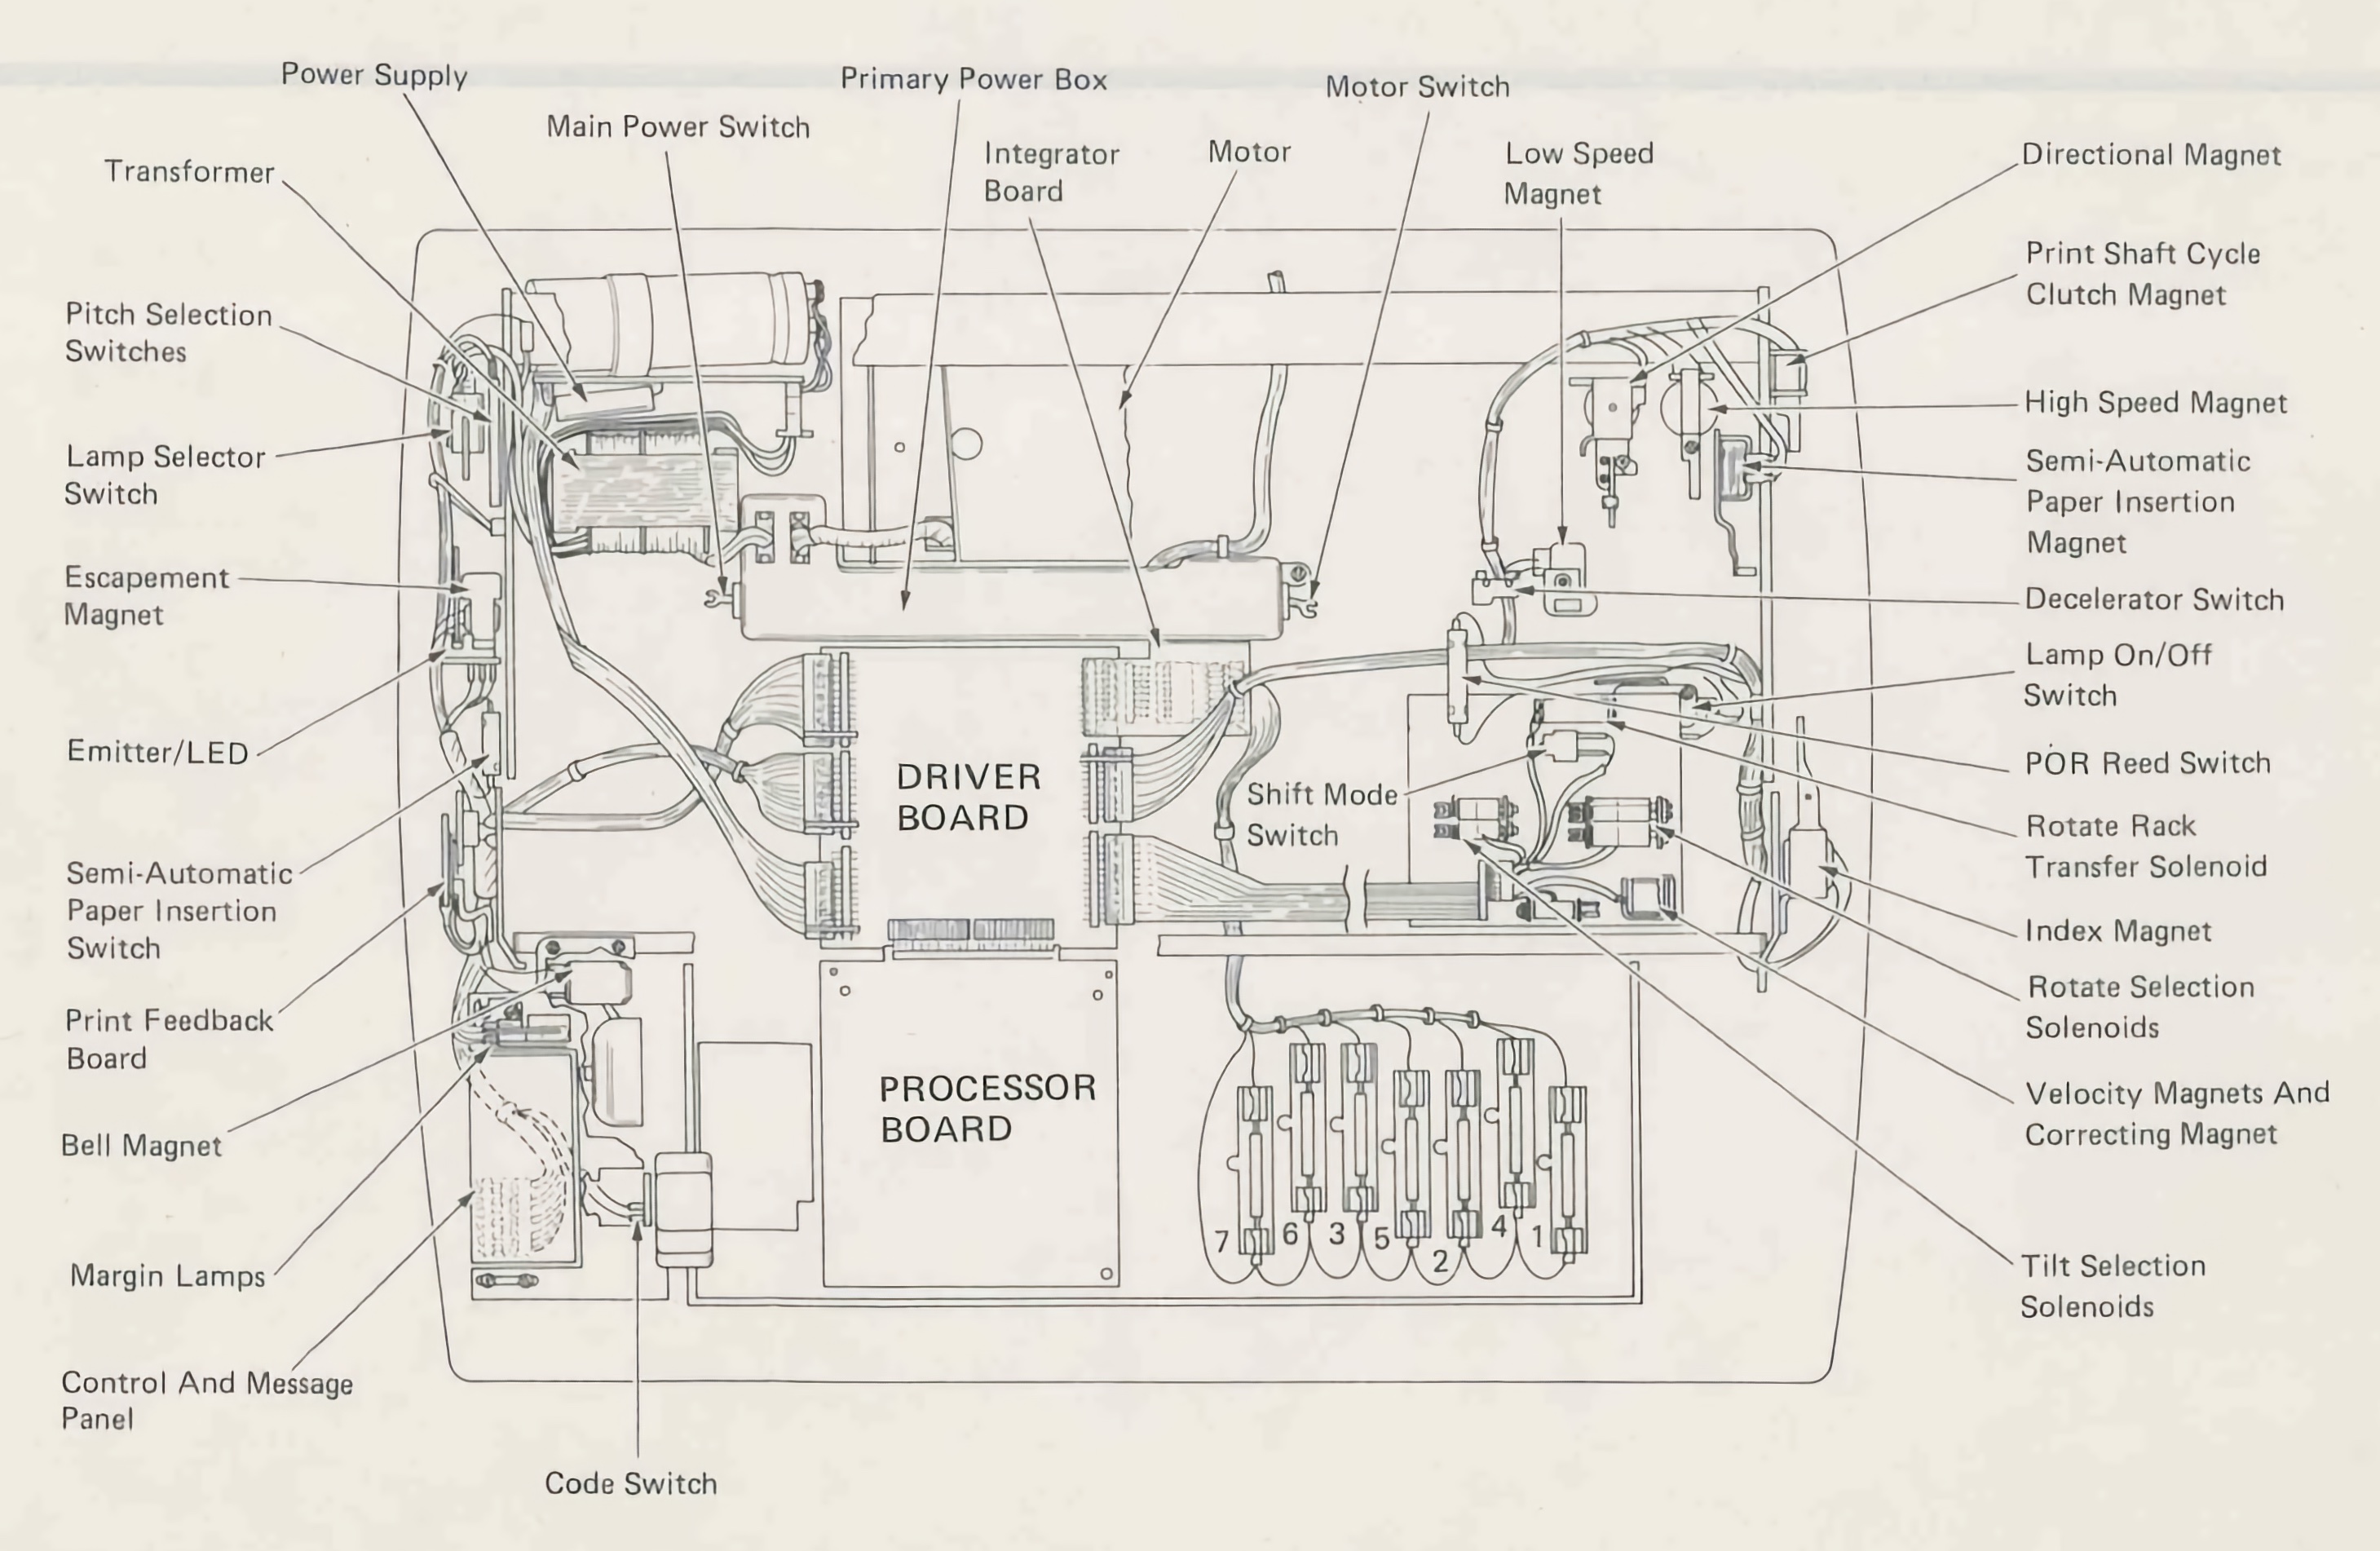 Power Supply
Primary Power Box
Motor Switch
Main Power Switch
Integrator
Board
Motor
Low Speed
Magnet
Transformer
Directional Magnet
Print Shaft Cycle
Clutch Magnet
Pitch Selection
Switches
High Speed Magnet
Lamp Selector
Switch
Semi-Automatic
Paper Insertion
Magnet
Escapement
Magnet
Decelerator Switch
Lamp On/Off
Switch
Emitter/LED
POR Reed Switch
DRIVER
BOARD
Shift Mode
Switch
Rotate Rack
Transfer Solenoid
Semi-Automatic
Paper Insertion
Switch
Index Magnet
Rotate Selection
Solenoids
Print Feedback
Board
PROCESSOR
BOARD
Velocity Magnets And
Correcting Magnet
Bell Magnet
7 6 3 5 2 4 1
Margin Lamps
Tilt Selection
Solenoids
Control And Message
Panel
Code Switch